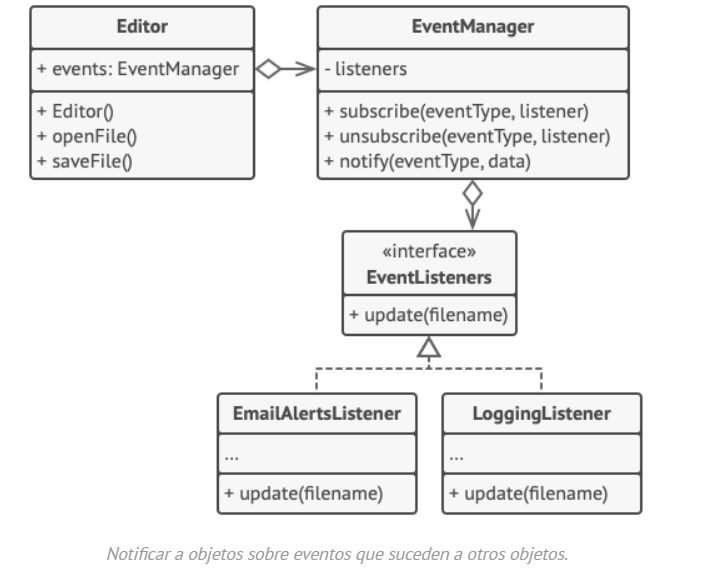 Editor
+ events: EventManager
+ Editor()
+ openFile()
+ saveFile()
EventManager
- listeners
+ subscribe(eventType, listener)
+ unsubscribe(eventType, listener)
+ notify(eventType, data)
«interface»
EventListeners
+ update(filename)
EmailAlertsListener
...
+ update(filename)
LoggingListener
...
+ update(filename)
Notificar a objetos sobre eventos que suceden a otros objetos.